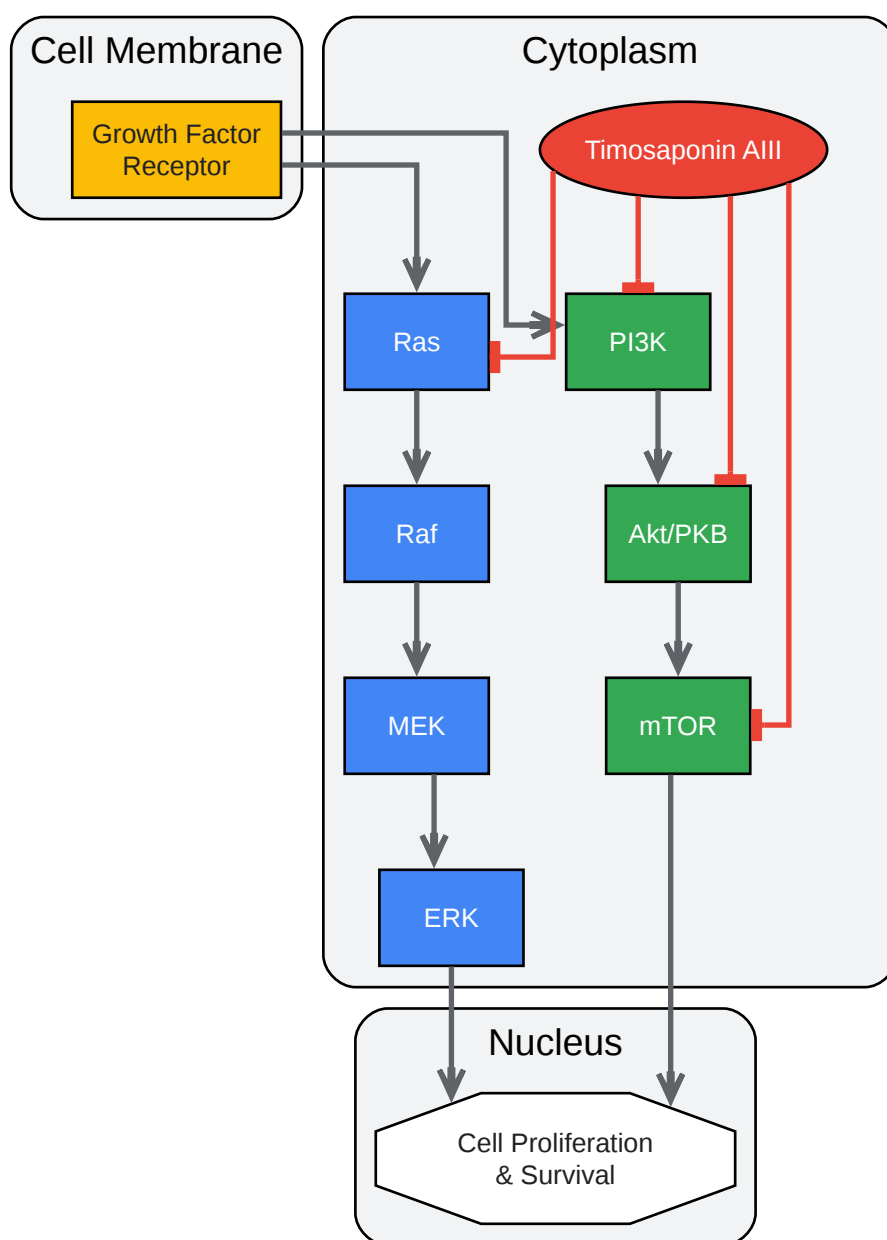 Cell Membrane
Cytoplasm
Growth Factor
Receptor
Timosaponin AIII
Ras
PI3K
Raf
Akt/PKB
MEK
mTOR
ERK
Nucleus
Cell Proliferation
& Survival